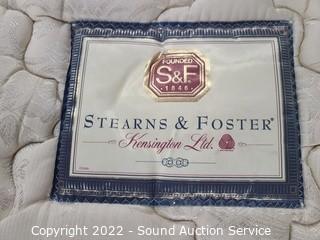 FOUNDED
S&F
1846
STEARNS & FOSTER®
Kensington Ltd.
Copyright 2022 - Sound Auction Service